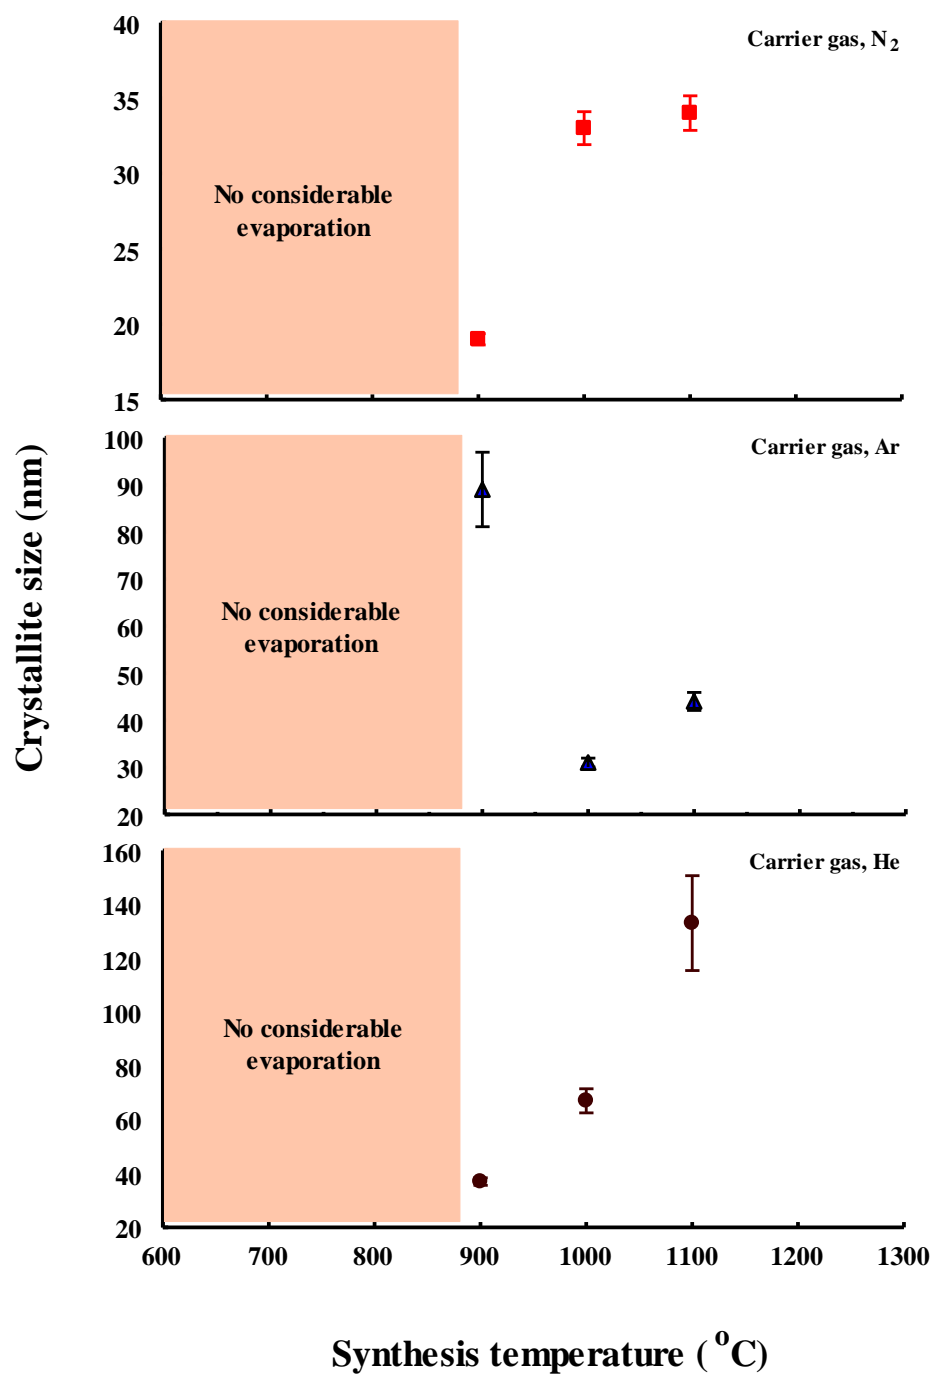 40
Carrier gas, N2
35
30
No considerable
evaporation
25
20
15
100
Carrier gas, Ar
90
80
70
No considerable
evaporation
60
50
40
30
20
Crystallite size (nm)
160
Carrier gas, He
140
120
100
No considerable
evaporation
80
60
40
20
600 700 800 900 1000 1100 1200 1300
Synthesis temperature (oC)